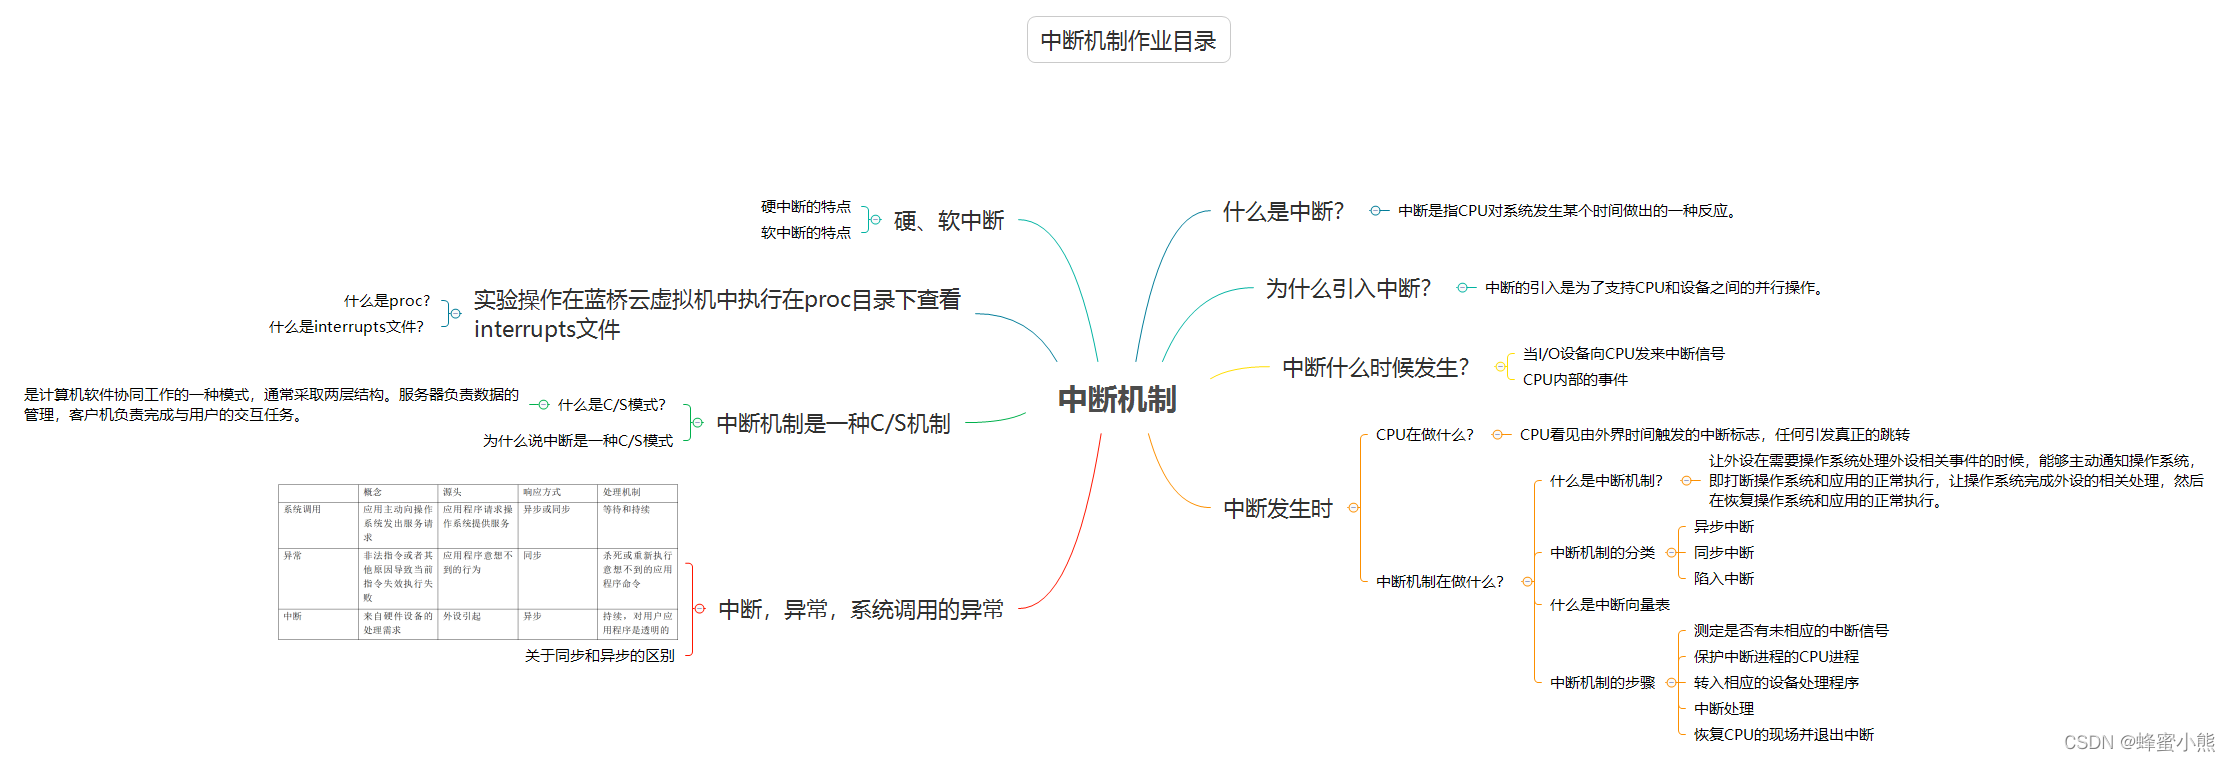 中断机制作业目录
中断机制
什么是中断？
中断是指CPU对系统发生某个时间做出的一种反应。
为什么引入中断？
中断的引入是为了支持CPU和设备之间的并行操作。
中断什么时候发生？
当I/O设备向CPU发来中断信号
CPU内部的事件
中断发生时
CPU在做什么？
CPU看见由外界时间触发的中断标志，任何引发真正的跳转
中断机制在做什么？
什么是中断机制？
让外设在需要操作系统处理外设相关事件的时候，能够主动通知操作系统，
即打断操作系统和应用的正常执行，让操作系统完成外设的相关处理，然后
在恢复操作系统和应用的正常执行。
中断机制的分类
异步中断
同步中断
陷入中断
什么是中断向量表
中断机制的步骤
测定是否有未相应的中断信号
保护中断进程的CPU进程
转入相应的设备处理程序
中断处理
恢复CPU的现场并退出中断
硬、软中断
硬中断的特点
软中断的特点
实验操作在蓝桥云虚拟机中执行在proc目录下查看
interrupts文件
什么是proc？
什么是interrupts文件？
中断机制是一种C/S机制
什么是C/S模式？
是计算机软件协同工作的一种模式，通常采取两层结构。服务器负责数据的
管理，客户机负责完成与用户的交互任务。
为什么说中断是一种C/S模式
中断，异常，系统调用的异常
概念 源头 响应方式 处理机制
系统调用 应用主动向操 应用程序请求操 异步或同步 等待和持续
系统发出服务请 作系统提供服务
求
异常 非法指令或者其 应用程序意想不 同步 杀死或重新执行
他原因导致当前 到的行为 意想不到的应用
指令失效执行失 程序命令
败
中断 来自硬件设备的 外设引起 异步 持续，对用户应
处理需求 用程序是透明的
关于同步和异步的区别
CSDN @蜂蜜小熊